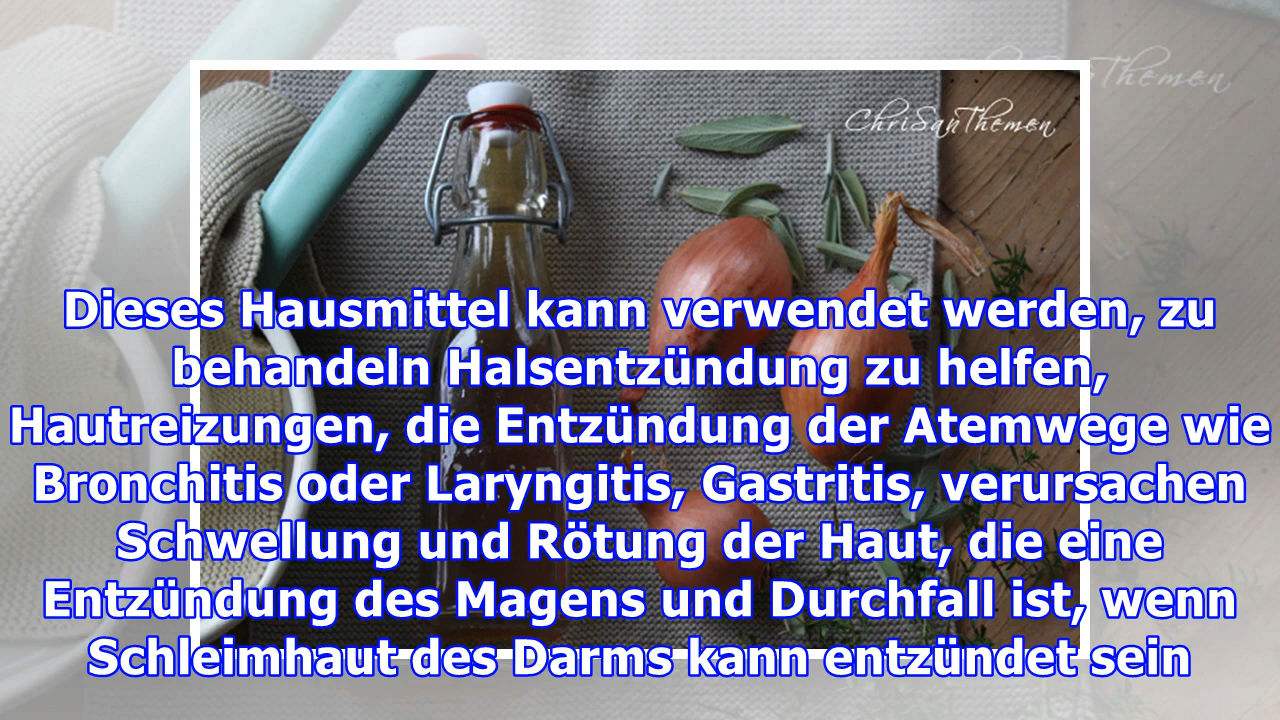 ChriSanThemen
Themen
Dieses Hausmittel kann verwendet werden, zu
behandeln Halsentzündung zu helfen,
Hautreizungen, die Entzündung der Atemwege wie
Bronchitis oder Laryngitis, Gastritis, verursachen
Schwellung und Rötung der Haut, die eine
Entzündung des Magens und Durchfall ist, wenn
Schleimhaut des Darms kann entzündet sein